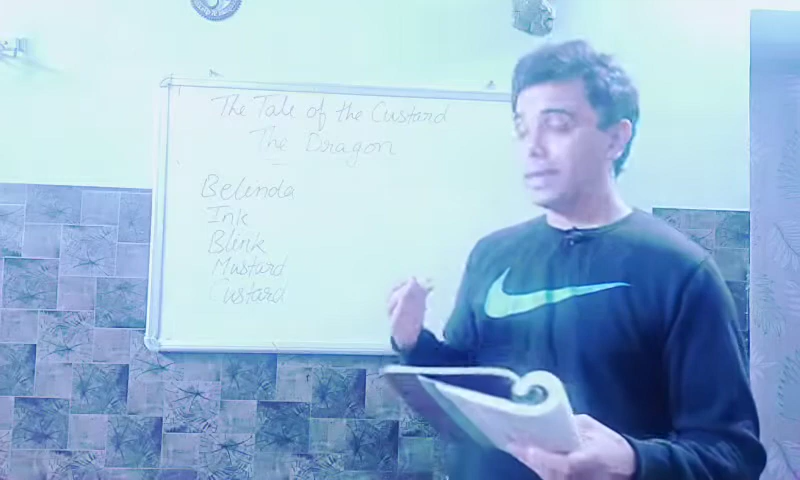 The Tale of the Custard
The Dragon
Belinda
Ink
Blink
Mustard
Custard